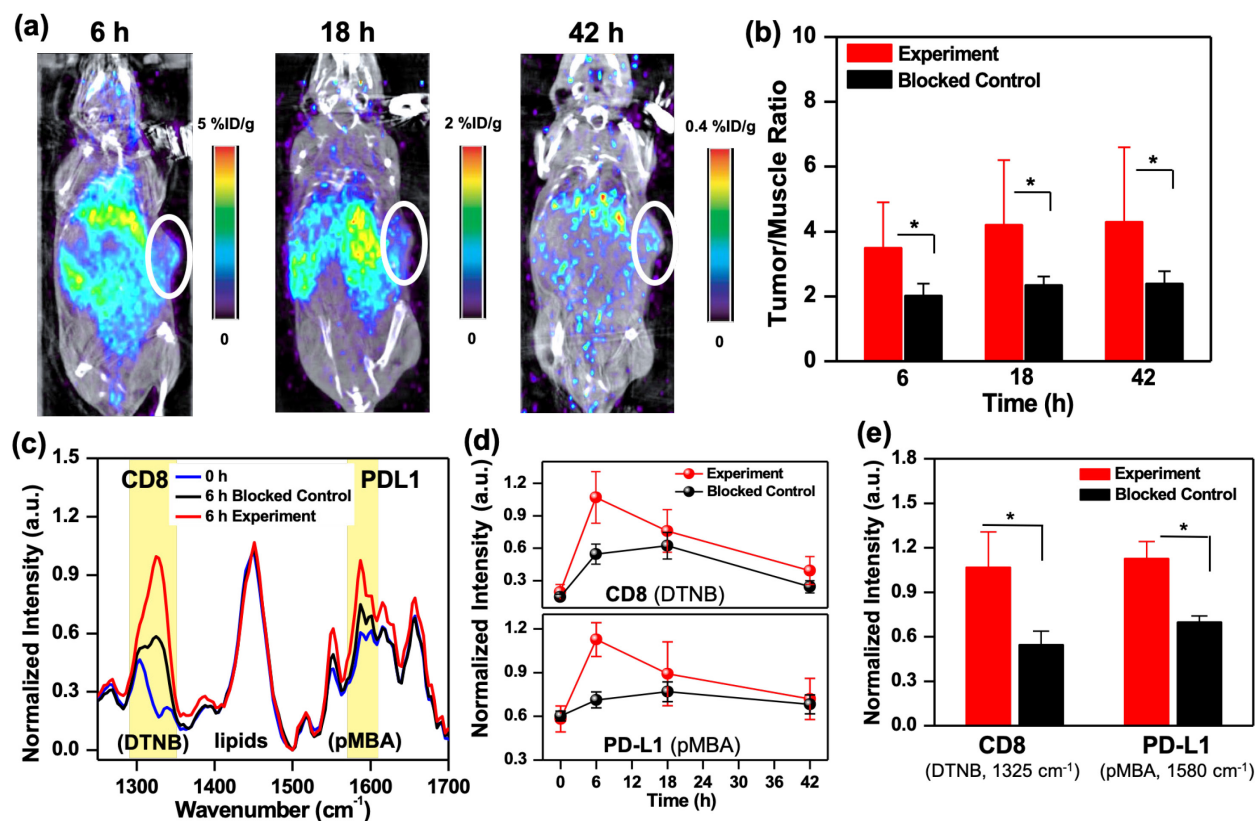 (a)
6 h
18 h
42 h
5 %ID/g
0
2 %ID/g
0
0.4 %ID/g
0
(b)
Experiment
Blocked Control
*
*
*
Tumor/Muscle Ratio
10
8
6
4
2
0
6
18
42
Time (h)
(c)
CD8
PDL1
0 h
6 h Blocked Control
6 h Experiment
(DTNB)
lipids
(pMBA)
Normalized Intensity (a.u.)
1.5
1.2
0.9
0.6
0.3
0.0
1300
1400
1500
1600
1700
Wavenumber (cm⁻¹)
(d)
Experiment
Blocked Control
CD8 (DTNB)
PD-L1 (pMBA)
Normalized Intensity (a.u.)
1.2
0.9
0.6
0.3
1.2
0.9
0.6
0.3
0
6
12
18
24
30
36
42
Time (h)
(e)
Experiment
Blocked Control
*
*
Normalized Intensity (a.u.)
1.8
1.5
1.2
0.9
0.6
0.3
0.0
CD8
(DTNB, 1325 cm⁻¹)
PD-L1
(pMBA, 1580 cm⁻¹)